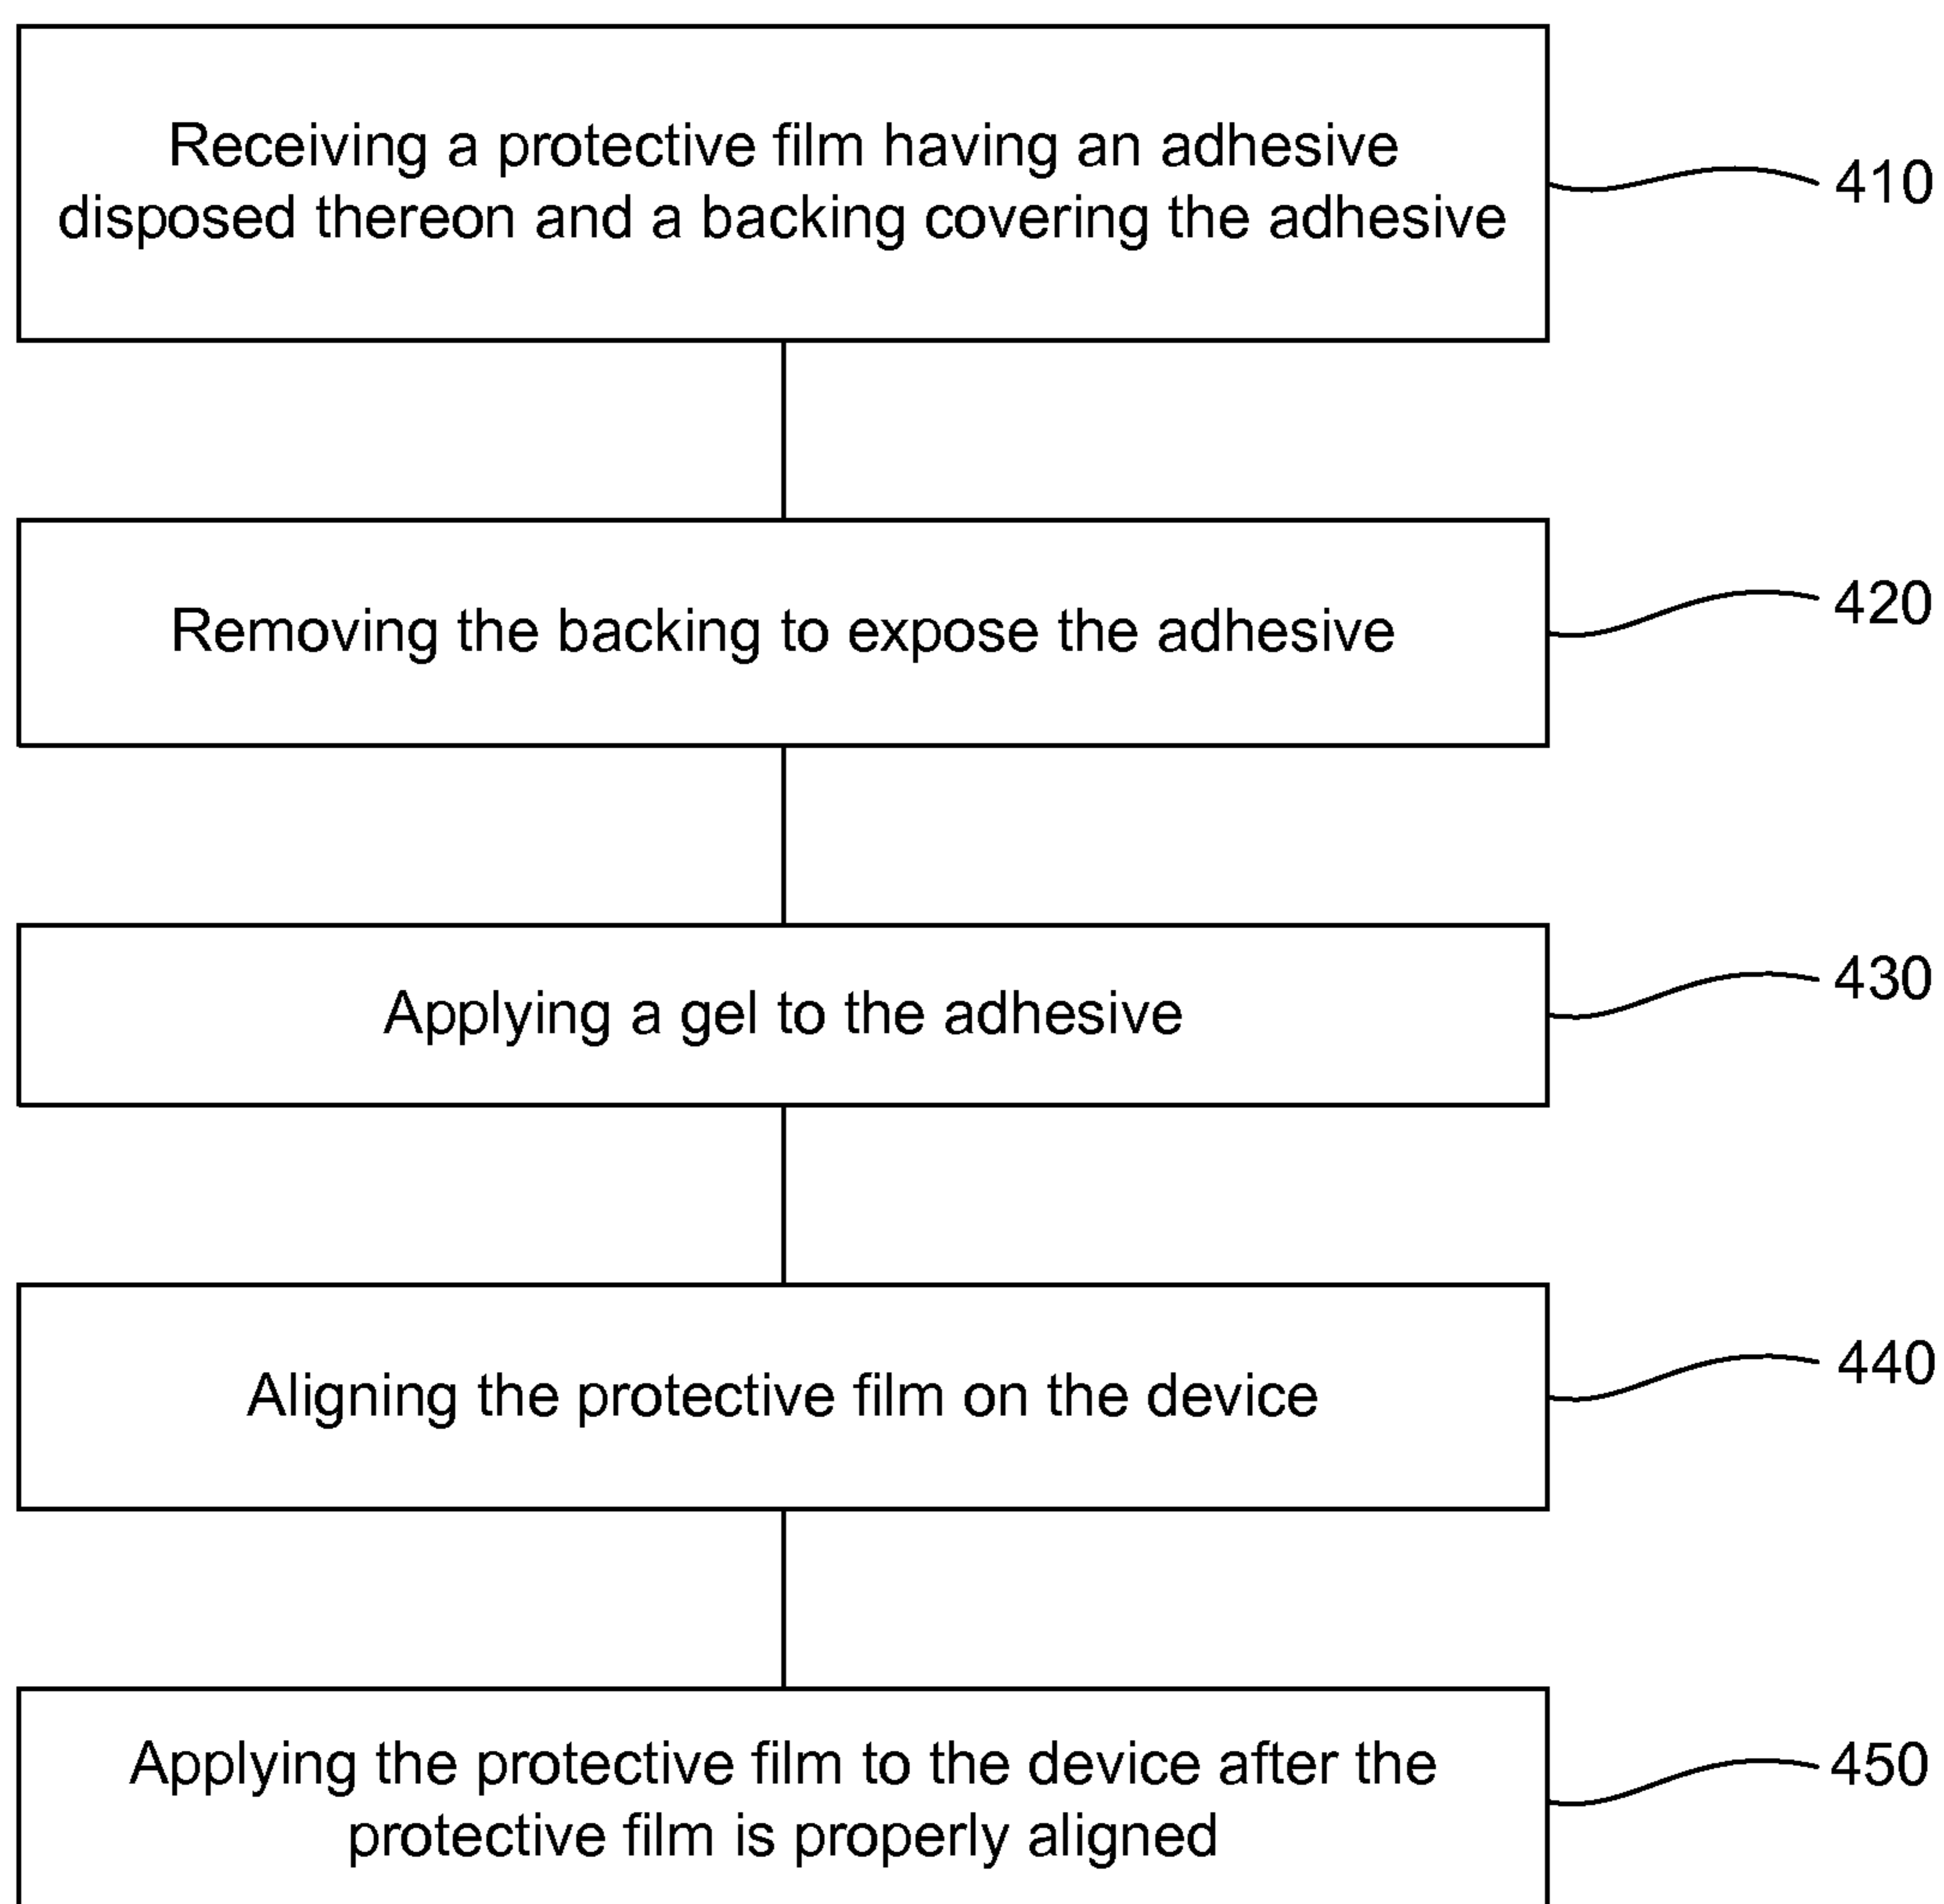 Receiving a protective film having an adhesive
disposed thereon and a backing covering the adhesive
410
Removing the backing to expose the adhesive
420
Applying a gel to the adhesive
430
Aligning the protective film on the device
440
Applying the protective film to the device after the
protective film is properly aligned
450